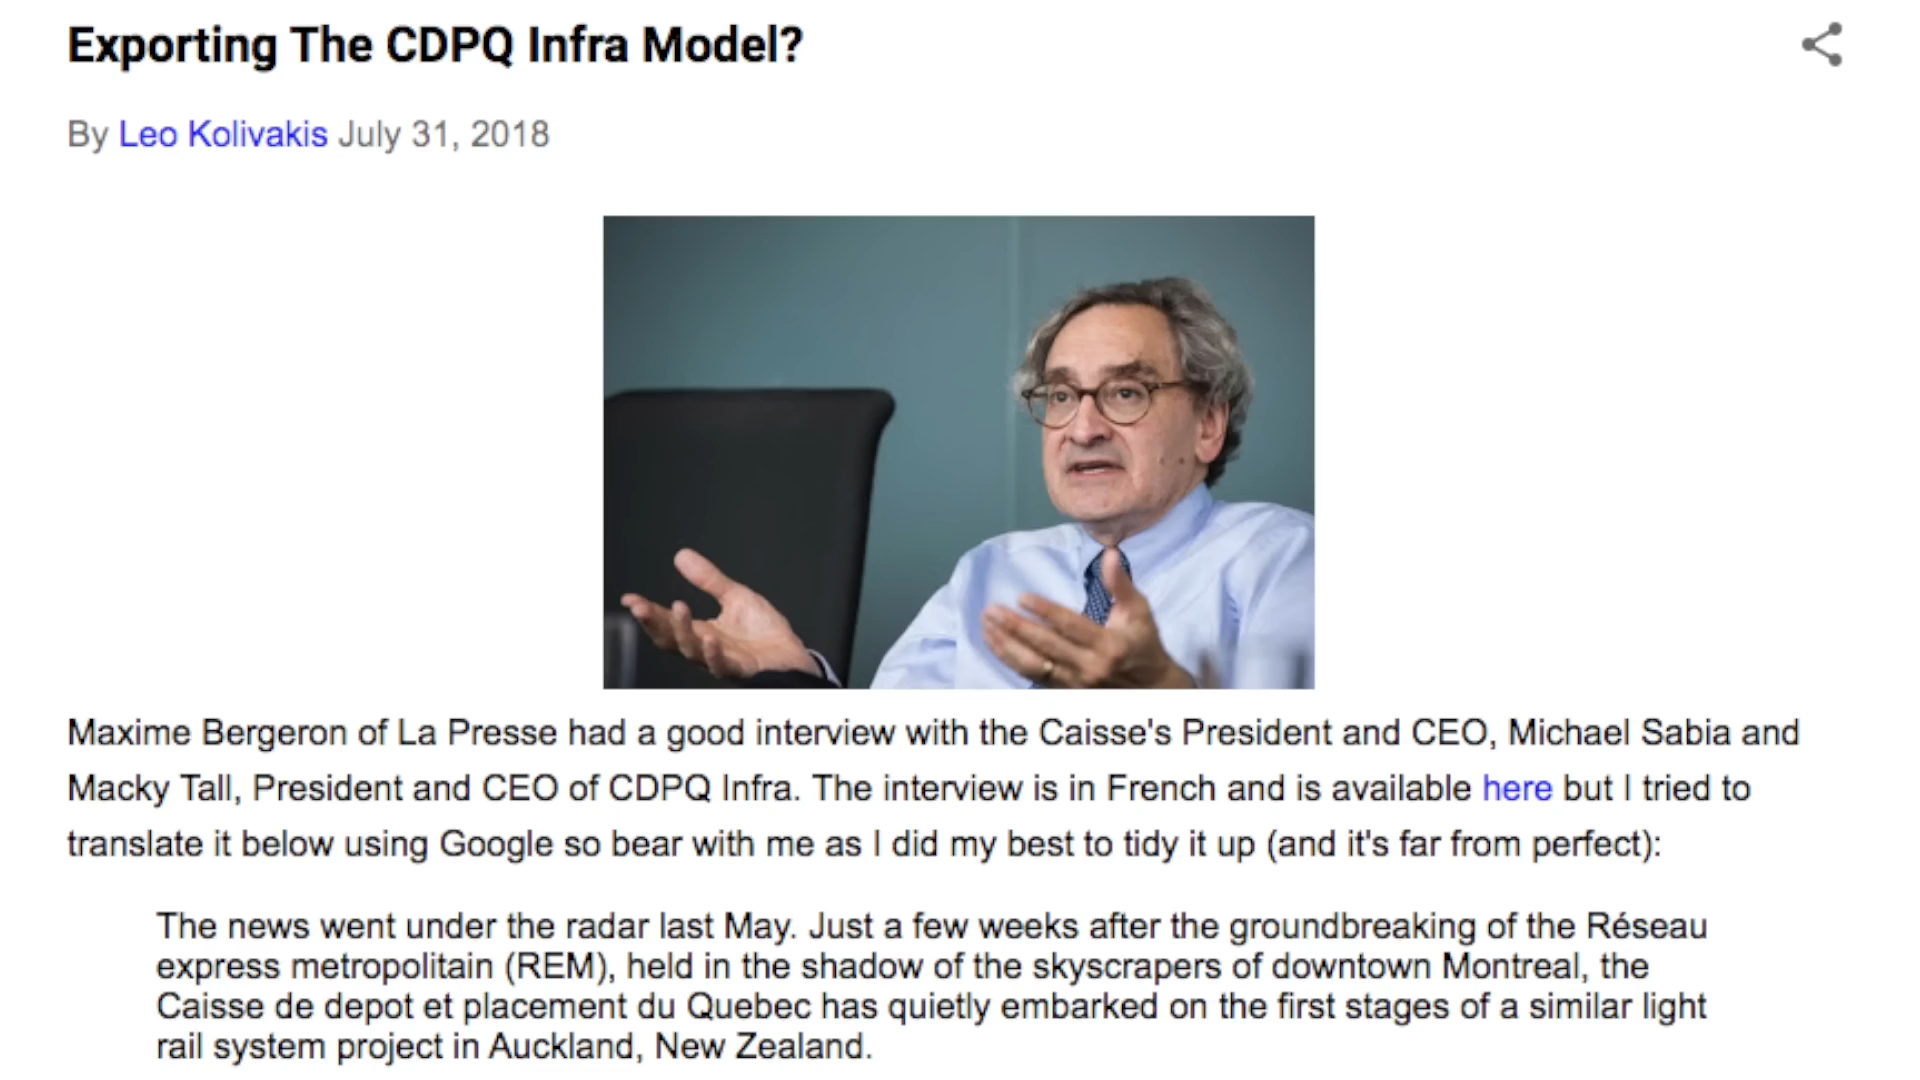 Exporting The CDPQ Infra Model?
By Leo Kolivakis July 31, 2018
Maxime Bergeron of La Presse had a good interview with the Caisse's President and CEO, Michael Sabia and
Macky Tall, President and CEO of CDPQ Infra. The interview is in French and is available here but I tried to
translate it below using Google so bear with me as I did my best to tidy it up (and it's far from perfect):
The news went under the radar last May. Just a few weeks after the groundbreaking of the Réseau
express metropolitain (REM), held in the shadow of the skyscrapers of downtown Montreal, the
Caisse de depot et placement du Quebec has quietly embarked on the first stages of a similar light
rail system project in Auckland, New Zealand.